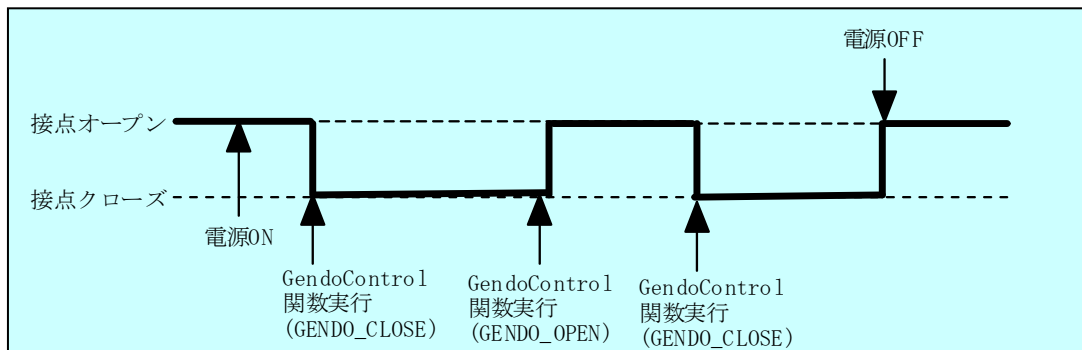 電源OFF
接点オープン
接点クローズ
電源ON
GendoControl
関数実行
(GENDO_CLOSE)
GendoControl
関数実行
(GENDO_OPEN)
GendoControl
関数実行
(GENDO_CLOSE)